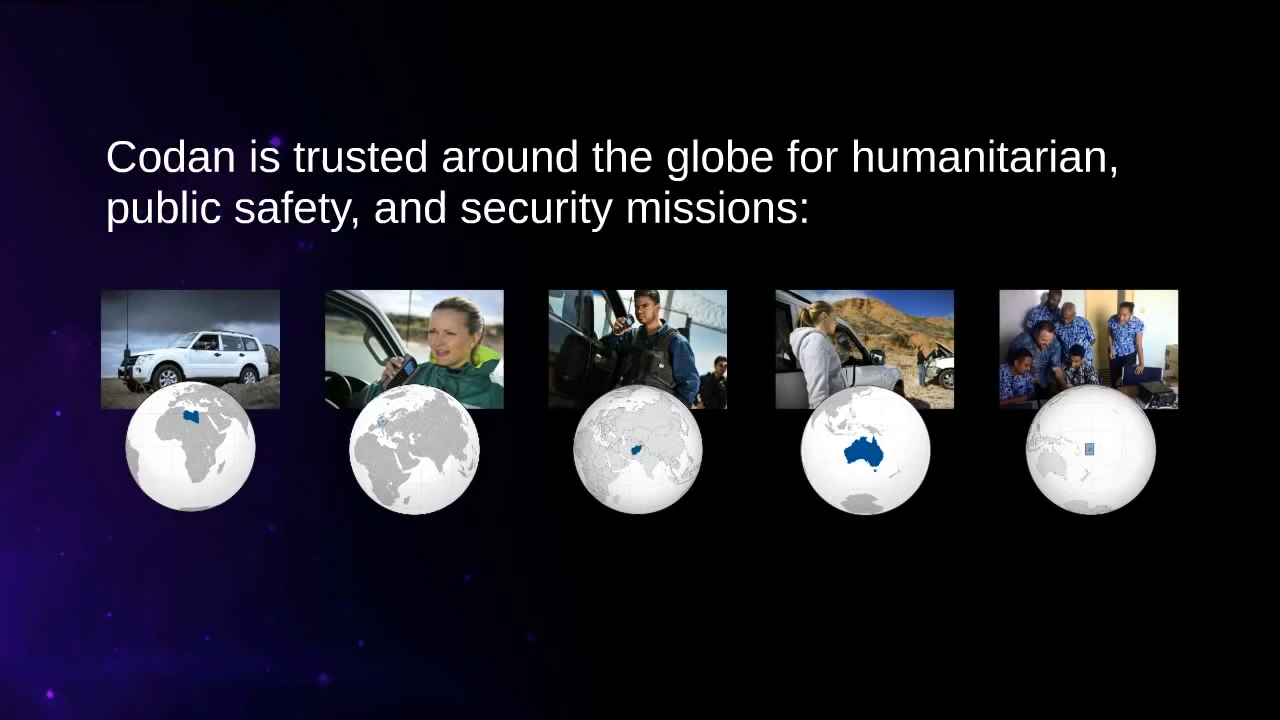 Codan is trusted around the globe for humanitarian,
public safety, and security missions: